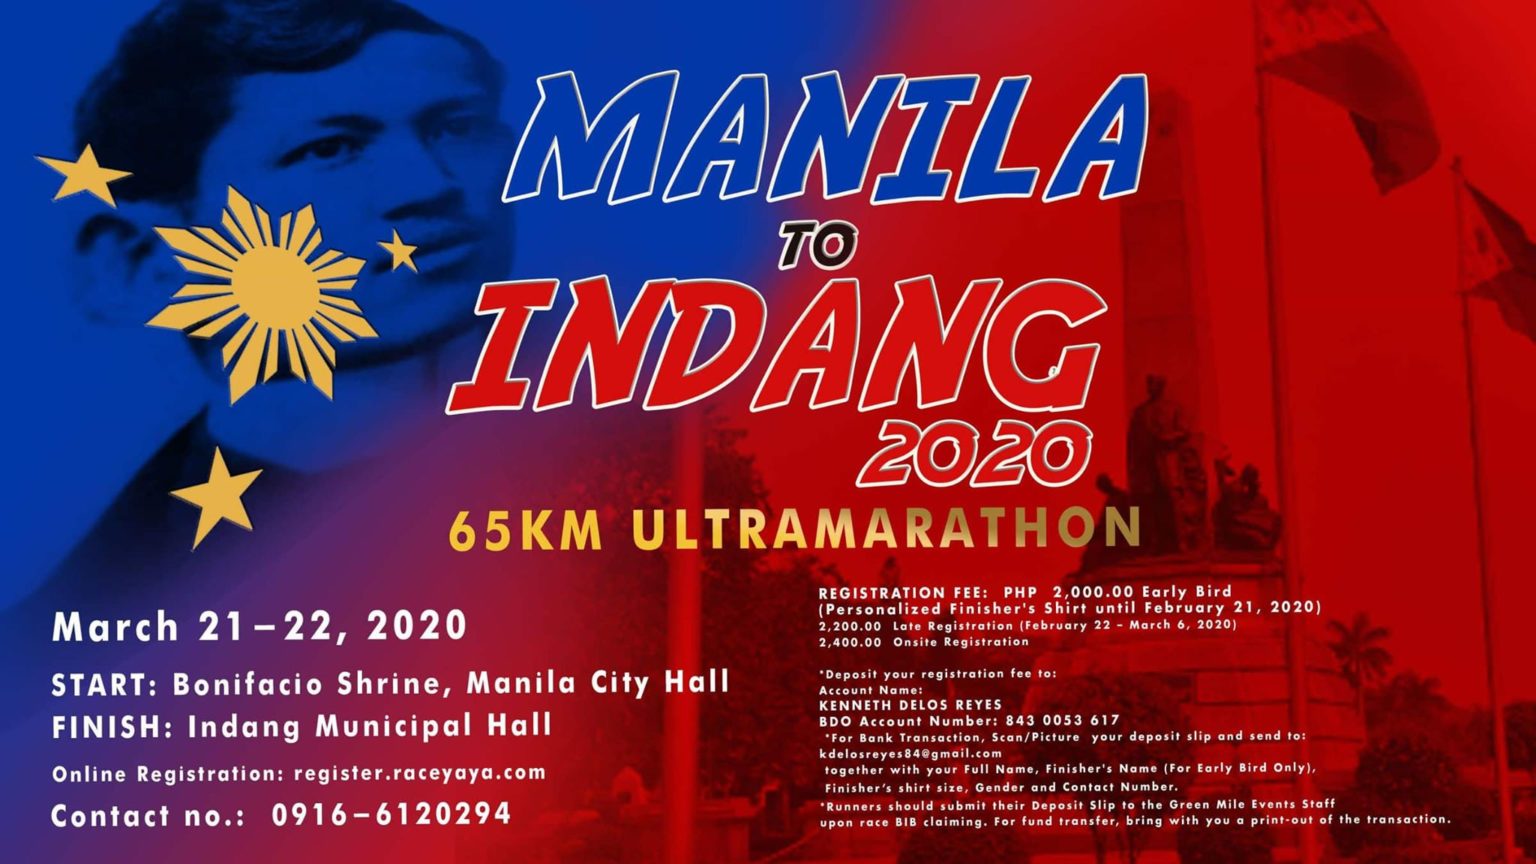 MANILA
TO
INDANG
2020
65KM ULTRAMARATHON
March 21–22, 2020
START: Bonifacio Shrine, Manila City Hall
FINISH: Indang Municipal Hall
Online Registration: register.raceyaya.com
Contact no.: 0916–6120294
REGISTRATION FEE: PHP 2,000.00 Early Bird
(Personalized Finisher's Shirt until February 21, 2020)
2,200.00 Late Registration (February 22 – March 6, 2020)
2,400.00 Onsite Registration
*Deposit your registration fee to:
Account Name:
KENNETH DELOS REYES
BDO Account Number: 843 0053 617
*For Bank Transaction, Scan/Picture your deposit slip and send to:
kdelosreyes84@gmail.com
together with your Full Name, Finisher's Name (For Early Bird Only),
Finisher's shirt size, Gender and Contact Number.
*Runners should submit their Deposit Slip to the Green Mile Events Staff
upon race BIB claiming. For fund transfer, bring with you a print-out of the transaction.